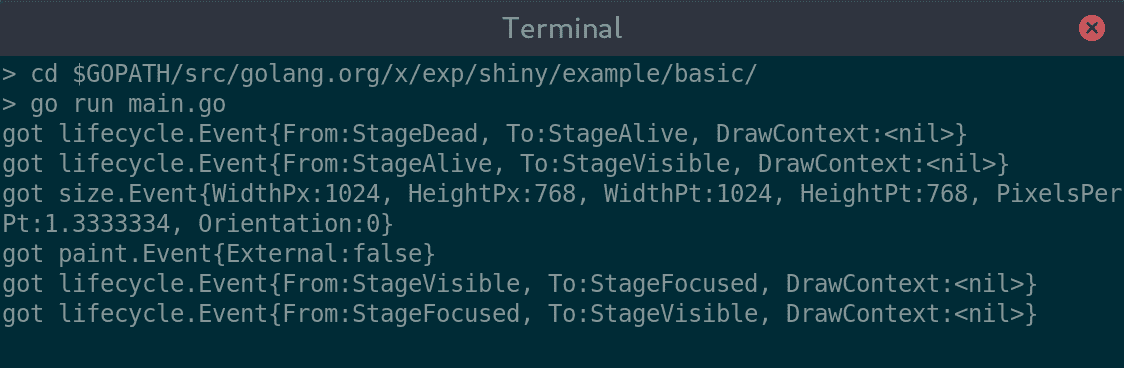 Terminal
> cd $GOPATH/src/golang.org/x/exp/shiny/example/basic/
> go run main.go
got lifecycle.Event{From:StageDead, To:StageAlive, DrawContext:<nil>}
got lifecycle.Event{From:StageAlive, To:StageVisible, DrawContext:<nil>}
got size.Event{WidthPx:1024, HeightPx:768, WidthPt:1024, HeightPt:768, PixelsPer
Pt:1.3333334, Orientation:0}
got paint.Event{External:false}
got lifecycle.Event{From:StageVisible, To:StageFocused, DrawContext:<nil>}
got lifecycle.Event{From:StageFocused, To:StageVisible, DrawContext:<nil>}